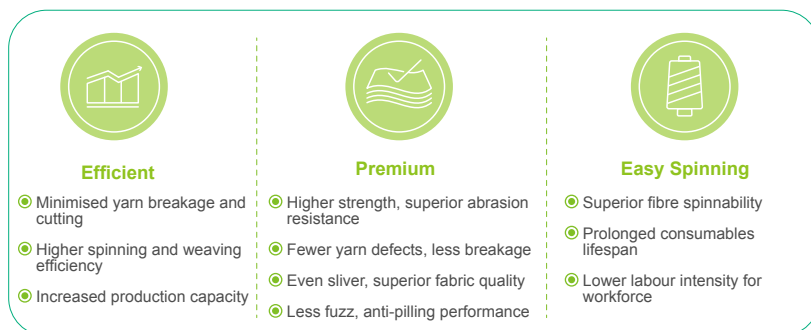 Efficient
Minimised yarn breakage and
cutting
Higher spinning and weaving
efficiency
Increased production capacity
Premium
Higher strength, superior abrasion
resistance
Fewer yarn defects, less breakage
Even sliver, superior fabric quality
Less fuzz, anti-pilling performance
Easy Spinning
Superior fibre spinnability
Prolonged consumables
lifespan
Lower labour intensity for
workforce